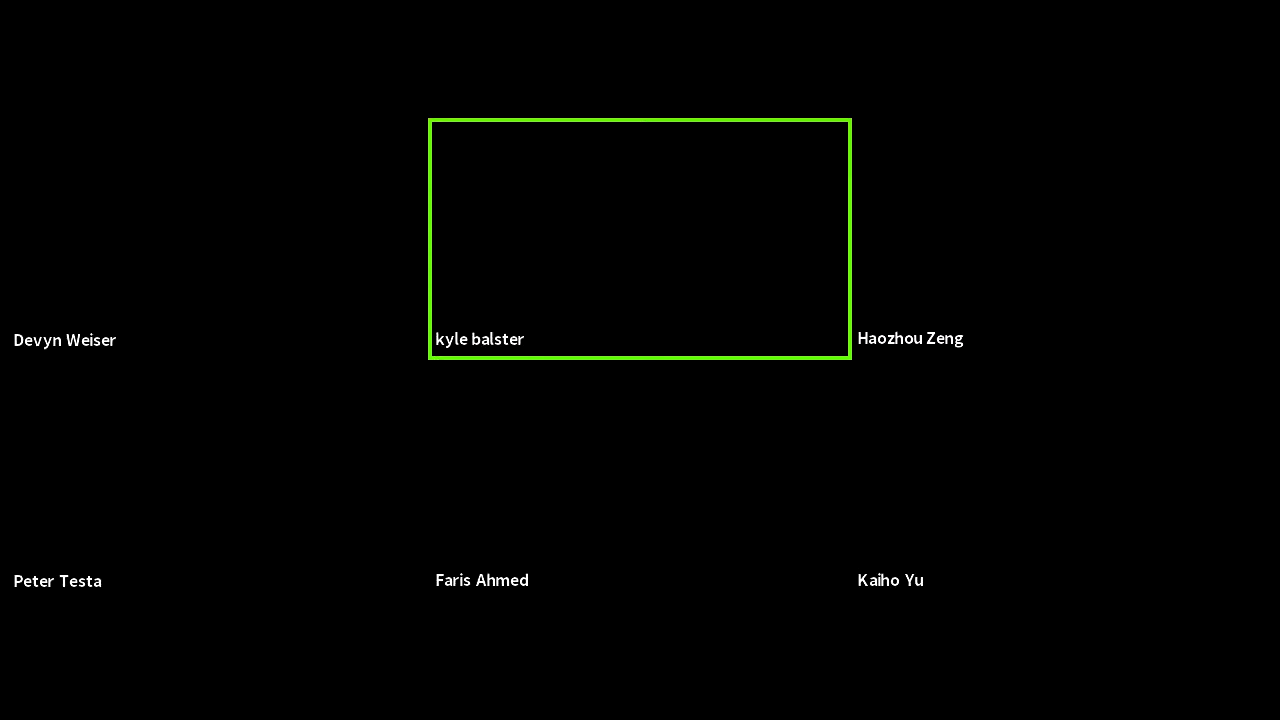 Devyn Weiser
kyle balster
Haozhou Zeng
Peter Testa
Faris Ahmed
Kaiho Yu